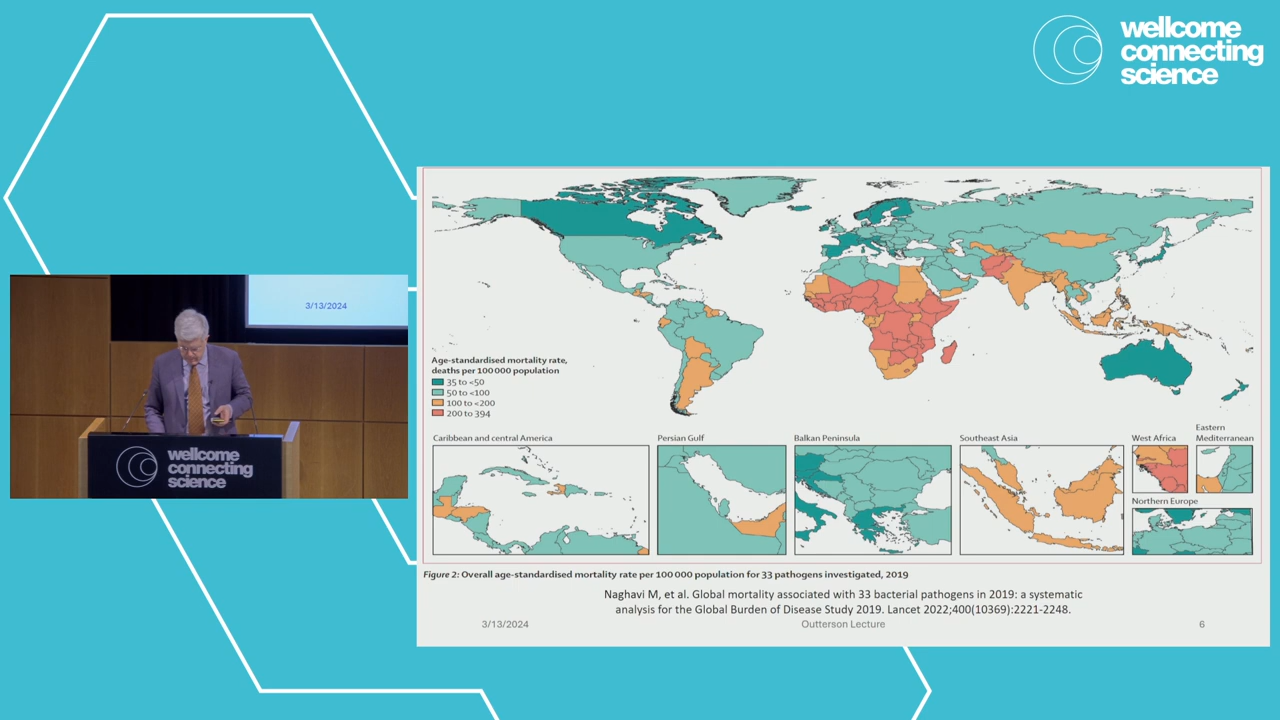 wellcome
connecting
science
3/13/2024
wellcome
connecting
science
Age-standardised mortality rate,
deaths per 100 000 population
35 to <50
50 to <100
100 to <200
200 to 394
Caribbean and central America
Persian Gulf
Balkan Peninsula
Southeast Asia
West Africa
Eastern
Mediterranean
Northern Europe
Figure 2: Overall age-standardised mortality rate per 100 000 population for 33 pathogens investigated, 2019
Naghavi M, et al. Global mortality associated with 33 bacterial pathogens in 2019: a systematic
analysis for the Global Burden of Disease Study 2019. Lancet 2022;400(10369):2221-2248.
3/13/2024
Outterson Lecture
6